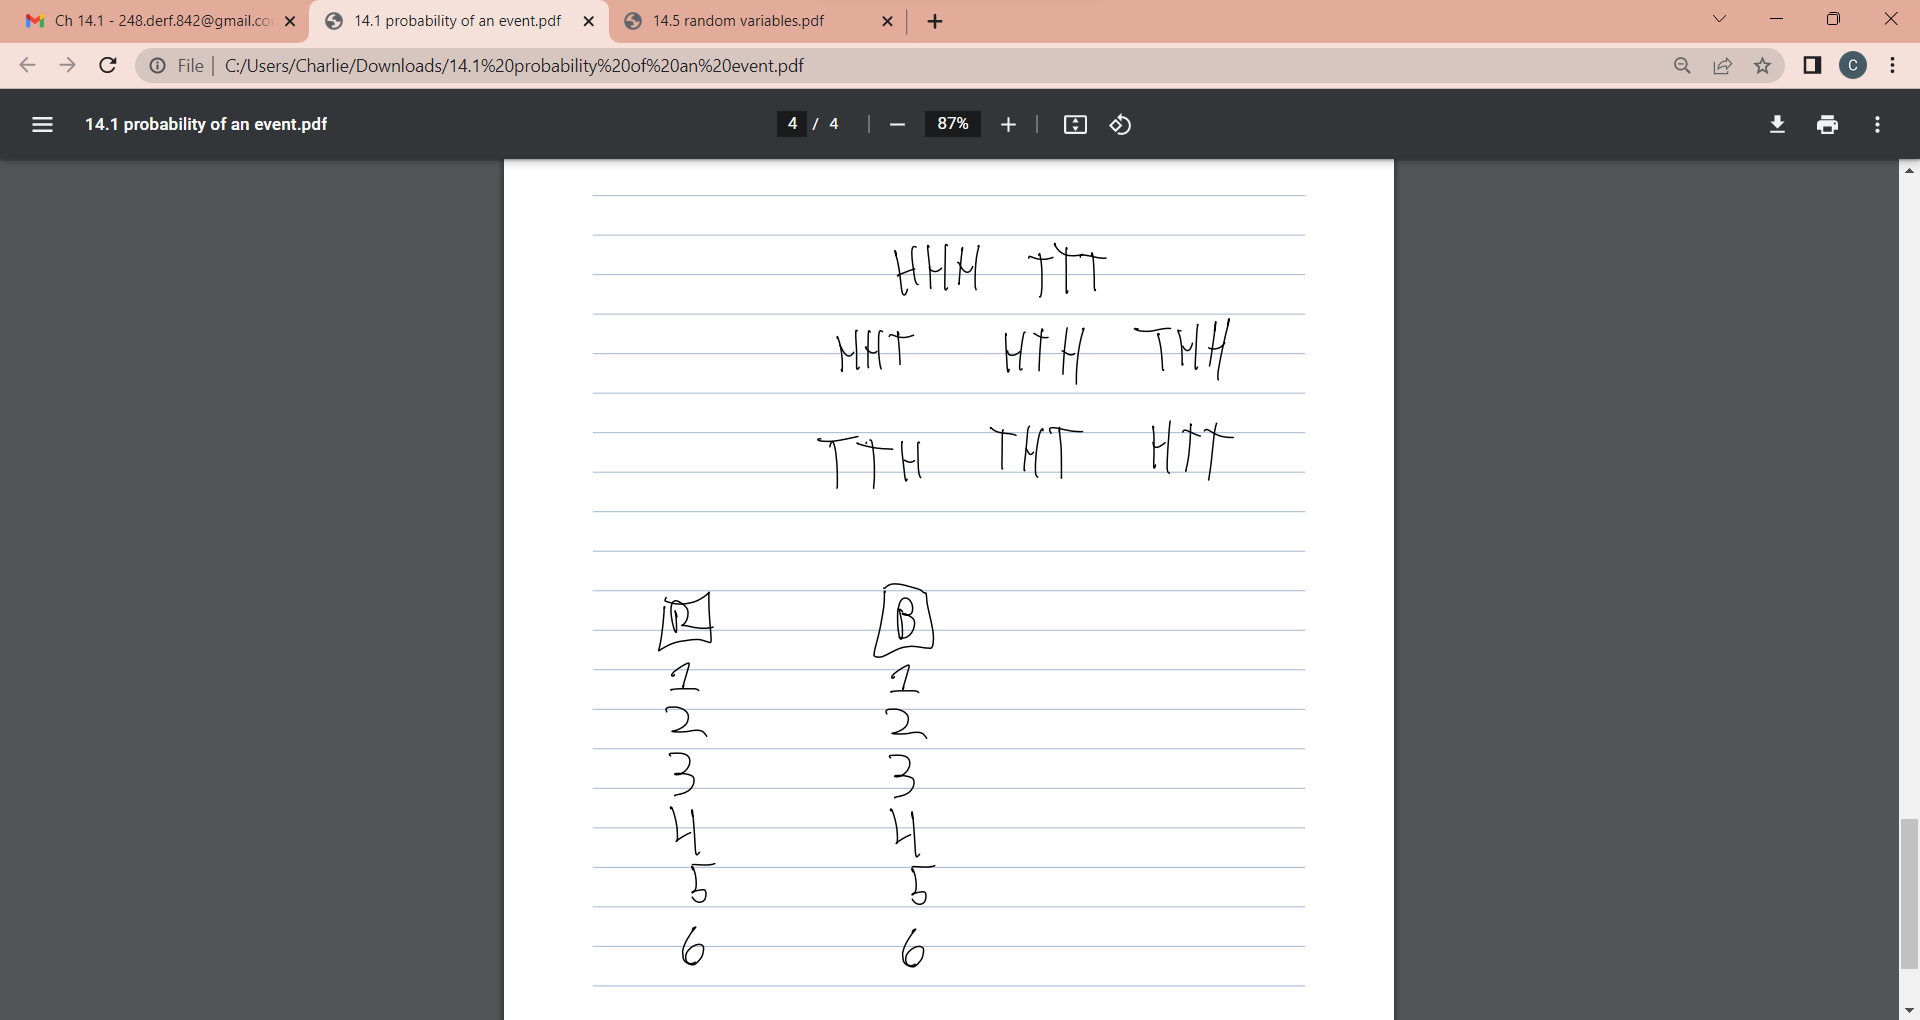 Ch 14.1 - 248.derf.842@gmail.co
14.1 probability of an event.pdf
14.5 random variables.pdf
File | C:/Users/Charlie/Downloads/14.1%20probability%20of%20an%20event.pdf
C
14.1 probability of an event.pdf
4 / 4
87%
HHH TTT
HHT HTH THH
TTH THT HTT
R B
1 1
2 2
3 3
4 4
5 5
6 6